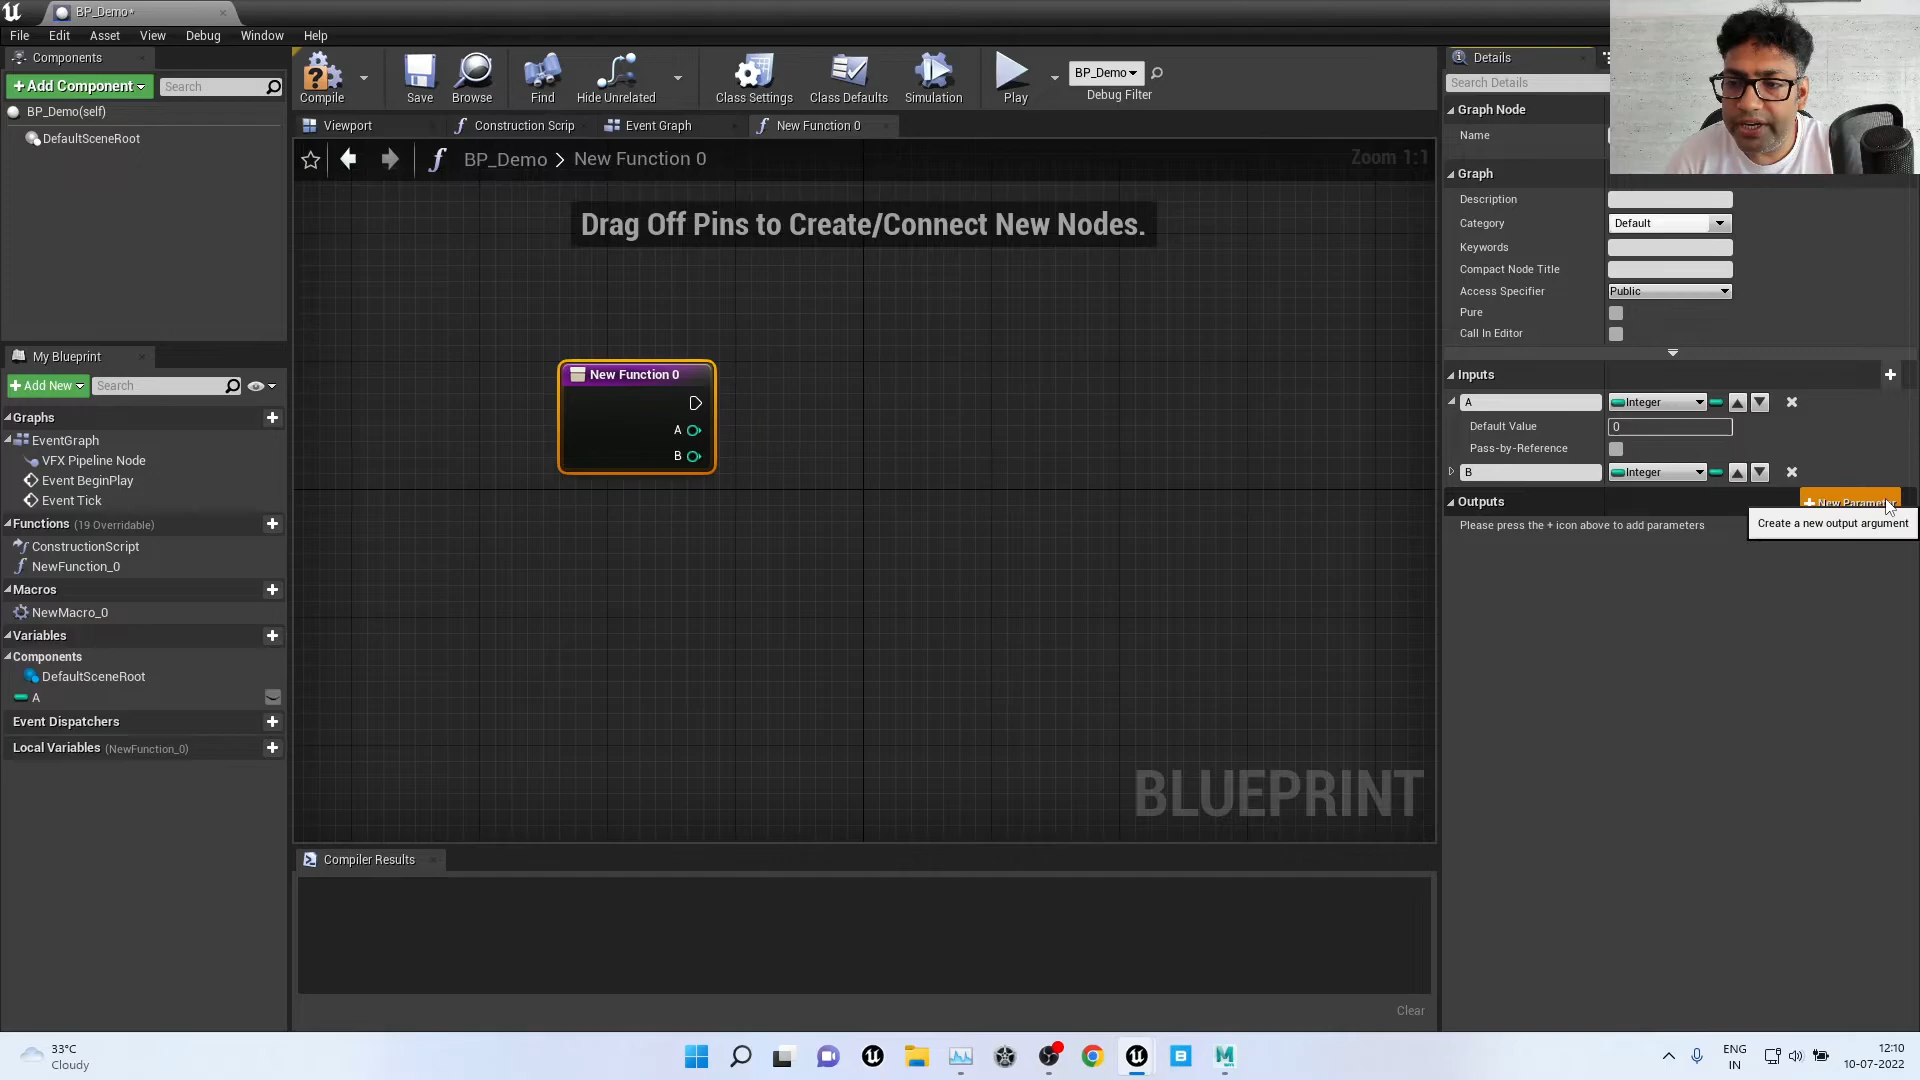 BP_Demo*
File Edit Asset View Debug Window Help
Components
+Add Component
Search
BP_Demo(self)
DefaultSceneRoot
Compile
Save
Browse
Find
Hide Unrelated
Class Settings
Class Defaults
Simulation
Play
BP_Demo
Debug Filter
Viewport
Construction Scrip
Event Graph
New Function 0
BP_Demo > New Function 0
Zoom 1:1
Drag Off Pins to Create/Connect New Nodes.
New Function 0
A
B
BLUEPRINT
My Blueprint
+Add New
Search
Graphs
EventGraph
VFX Pipeline Node
Event BeginPlay
Event Tick
Functions (19 Overridable)
ConstructionScript
NewFunction_0
Macros
NewMacro_0
Variables
Components
DefaultSceneRoot
A
Event Dispatchers
Local Variables (NewFunction_0)
Compiler Results
Clear
Details
Search Details
Graph Node
Name
Graph
Description
Category Default
Keywords
Compact Node Title
Access Specifier Public
Pure
Call In Editor
Inputs
A Integer
Default Value 0
Pass-by-Reference
B Integer
Outputs + New Parameter
Please press the + icon above to add parameters
Create a new output argument
33°C
Cloudy
ENG
IN
12:10
10-07-2022